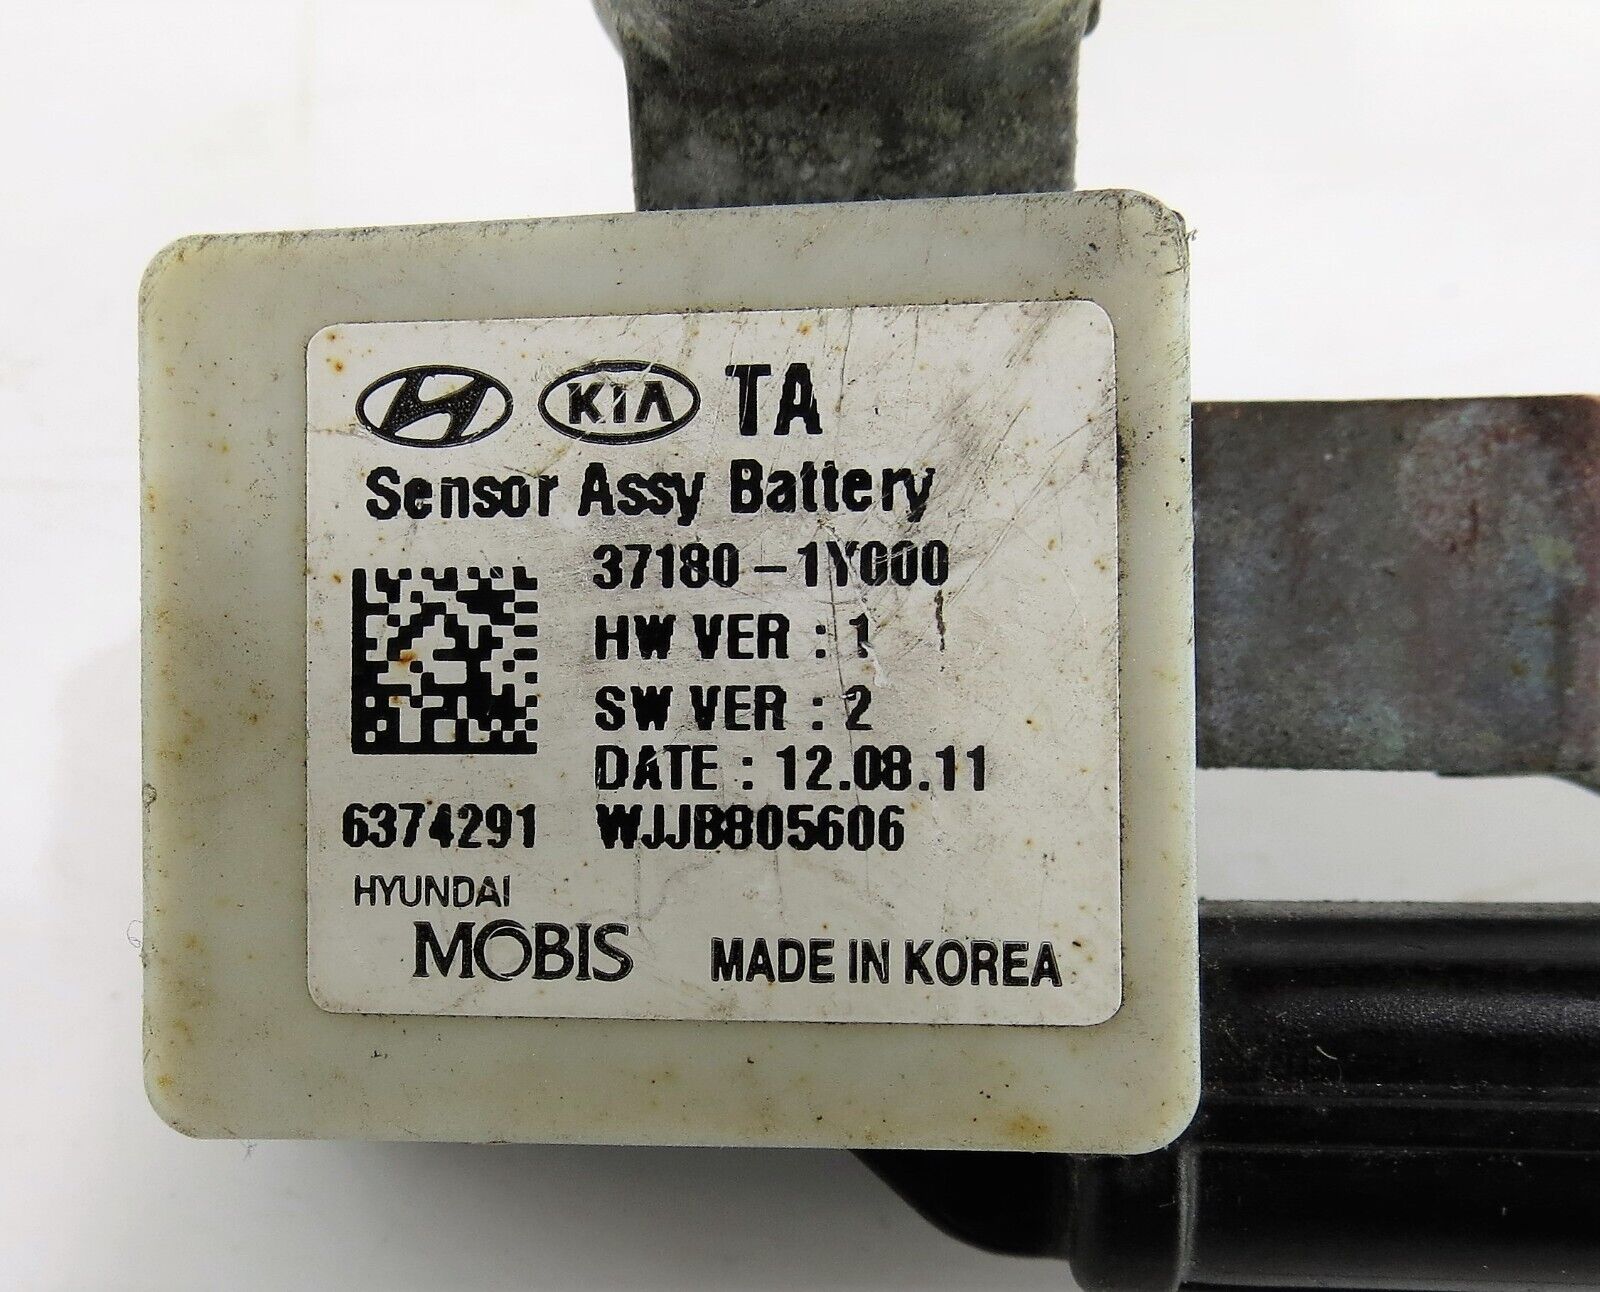 KIA TA
Sensor Assy Battery
37180-1Y000
HW VER : 1
SW VER : 2
DATE : 12.08.11
6374291 WJJB805606
HYUNDAI
MOBIS MADE IN KOREA